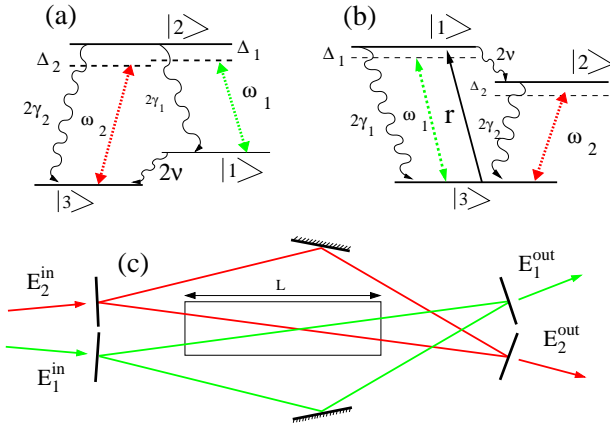 (a)
|2>
Δ₁
Δ₂
2γ₂
ω₂
2γ₁
ω₁
2ν
|1>
|3>
(b)
|1>
2ν
|2>
Δ₁
Δ₂
2γ₁
ω₁
r
2γ₂
ω₂
|3>
(c)
E₂ⁱⁿ
E₁ⁱⁿ
L
E₁ᵒᵘᵗ
E₂ᵒᵘᵗ